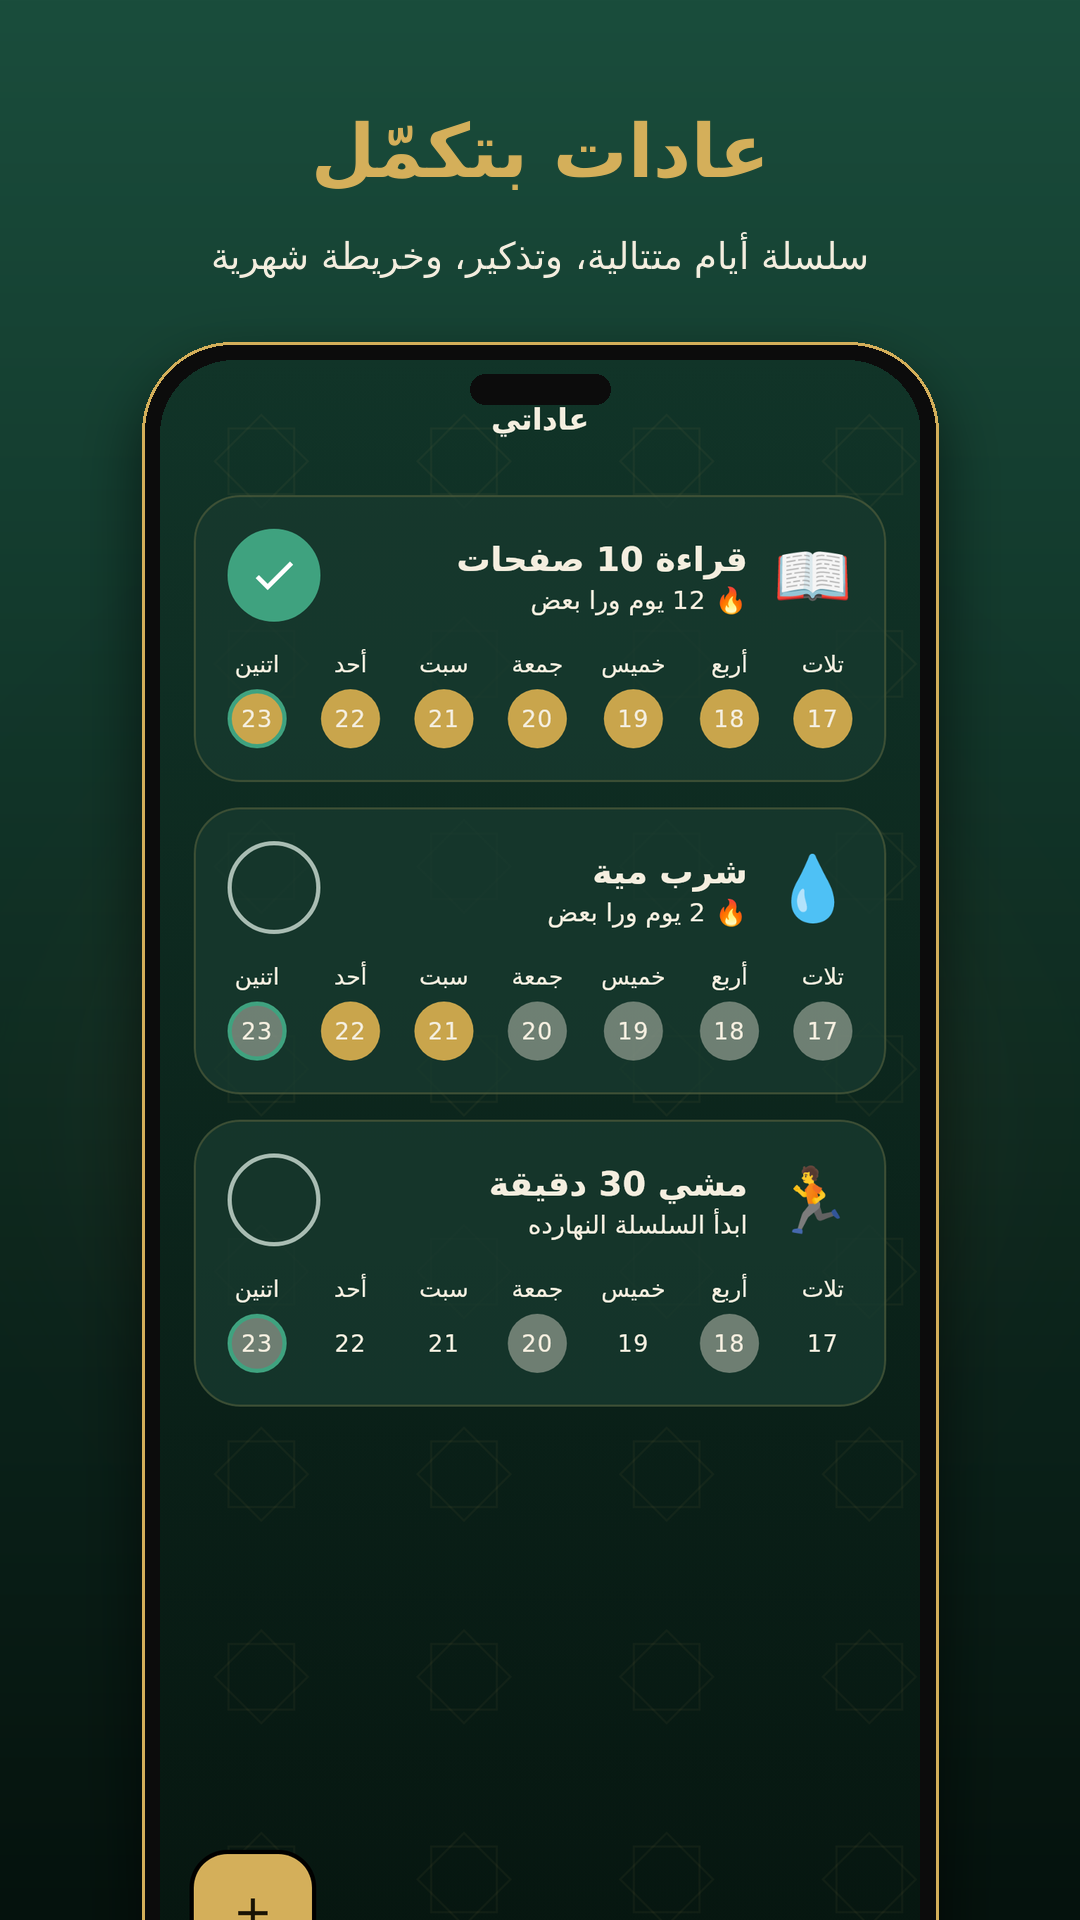 عادات بتكمّل
سلسلة أيام متتالية، وتذكير، وخريطة شهرية
عاداتي
قراءة 10 صفحات
🔥 12 يوم ورا بعض
تلات أربع خميس جمعة سبت أحد اتنين
17 18 19 20 21 22 23
شرب مية
🔥 2 يوم ورا بعض
تلات أربع خميس جمعة سبت أحد اتنين
17 18 19 20 21 22 23
مشي 30 دقيقة
ابدأ السلسلة النهارده
تلات أربع خميس جمعة سبت أحد اتنين
17 18 19 20 21 22 23
+